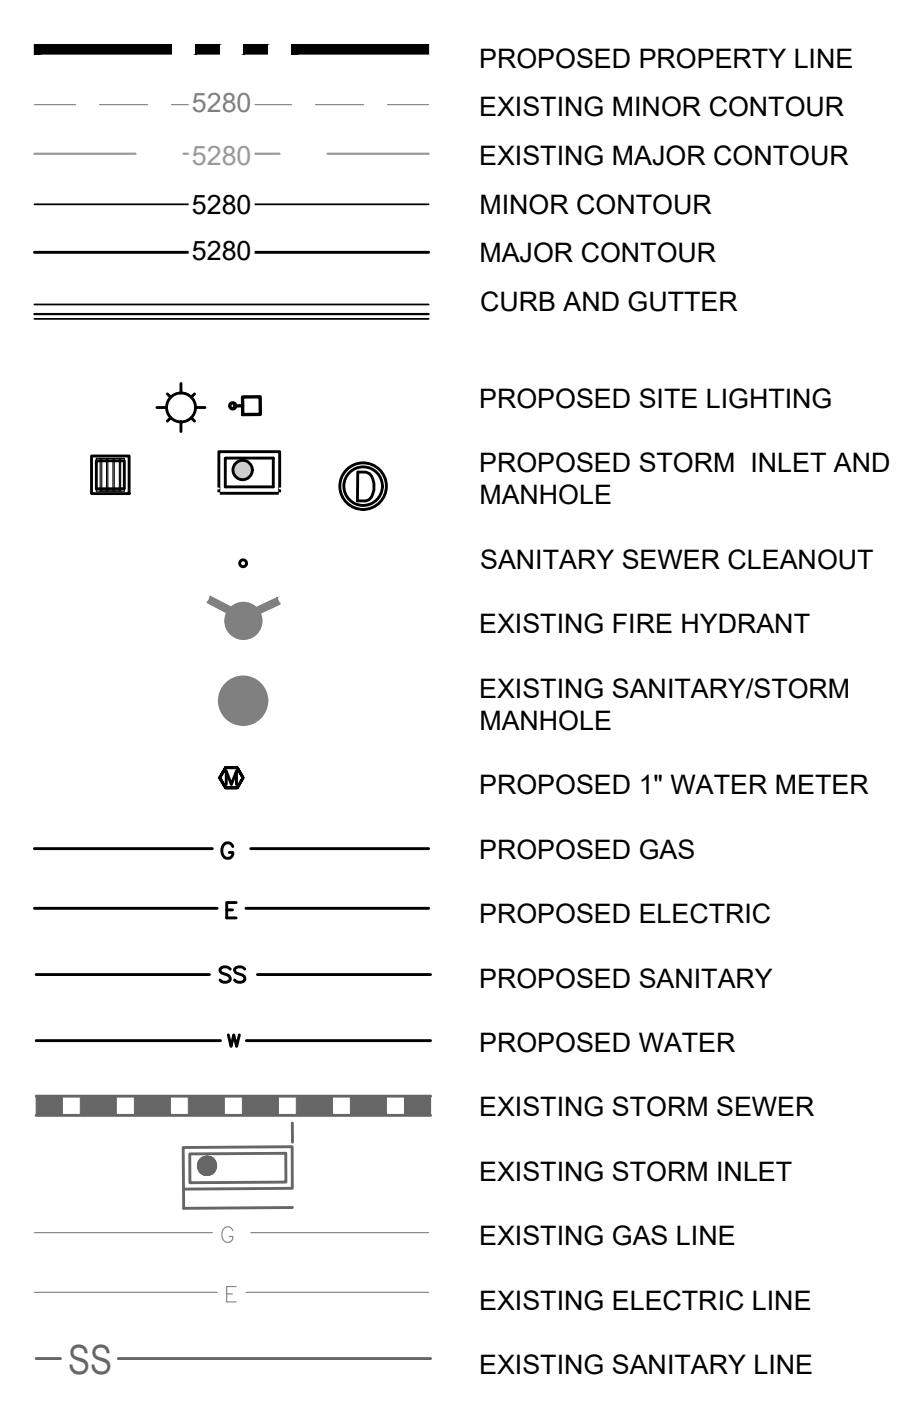 PROPOSED PROPERTY LINE
5280 EXISTING MINOR CONTOUR
5280 EXISTING MAJOR CONTOUR
5280 MINOR CONTOUR
5280 MAJOR CONTOUR
CURB AND GUTTER
PROPOSED SITE LIGHTING
D PROPOSED STORM INLET AND
MANHOLE
SANITARY SEWER CLEANOUT
EXISTING FIRE HYDRANT
EXISTING SANITARY/STORM
MANHOLE
M PROPOSED 1" WATER METER
G PROPOSED GAS
E PROPOSED ELECTRIC
SS PROPOSED SANITARY
W PROPOSED WATER
EXISTING STORM SEWER
EXISTING STORM INLET
G EXISTING GAS LINE
E EXISTING ELECTRIC LINE
SS EXISTING SANITARY LINE